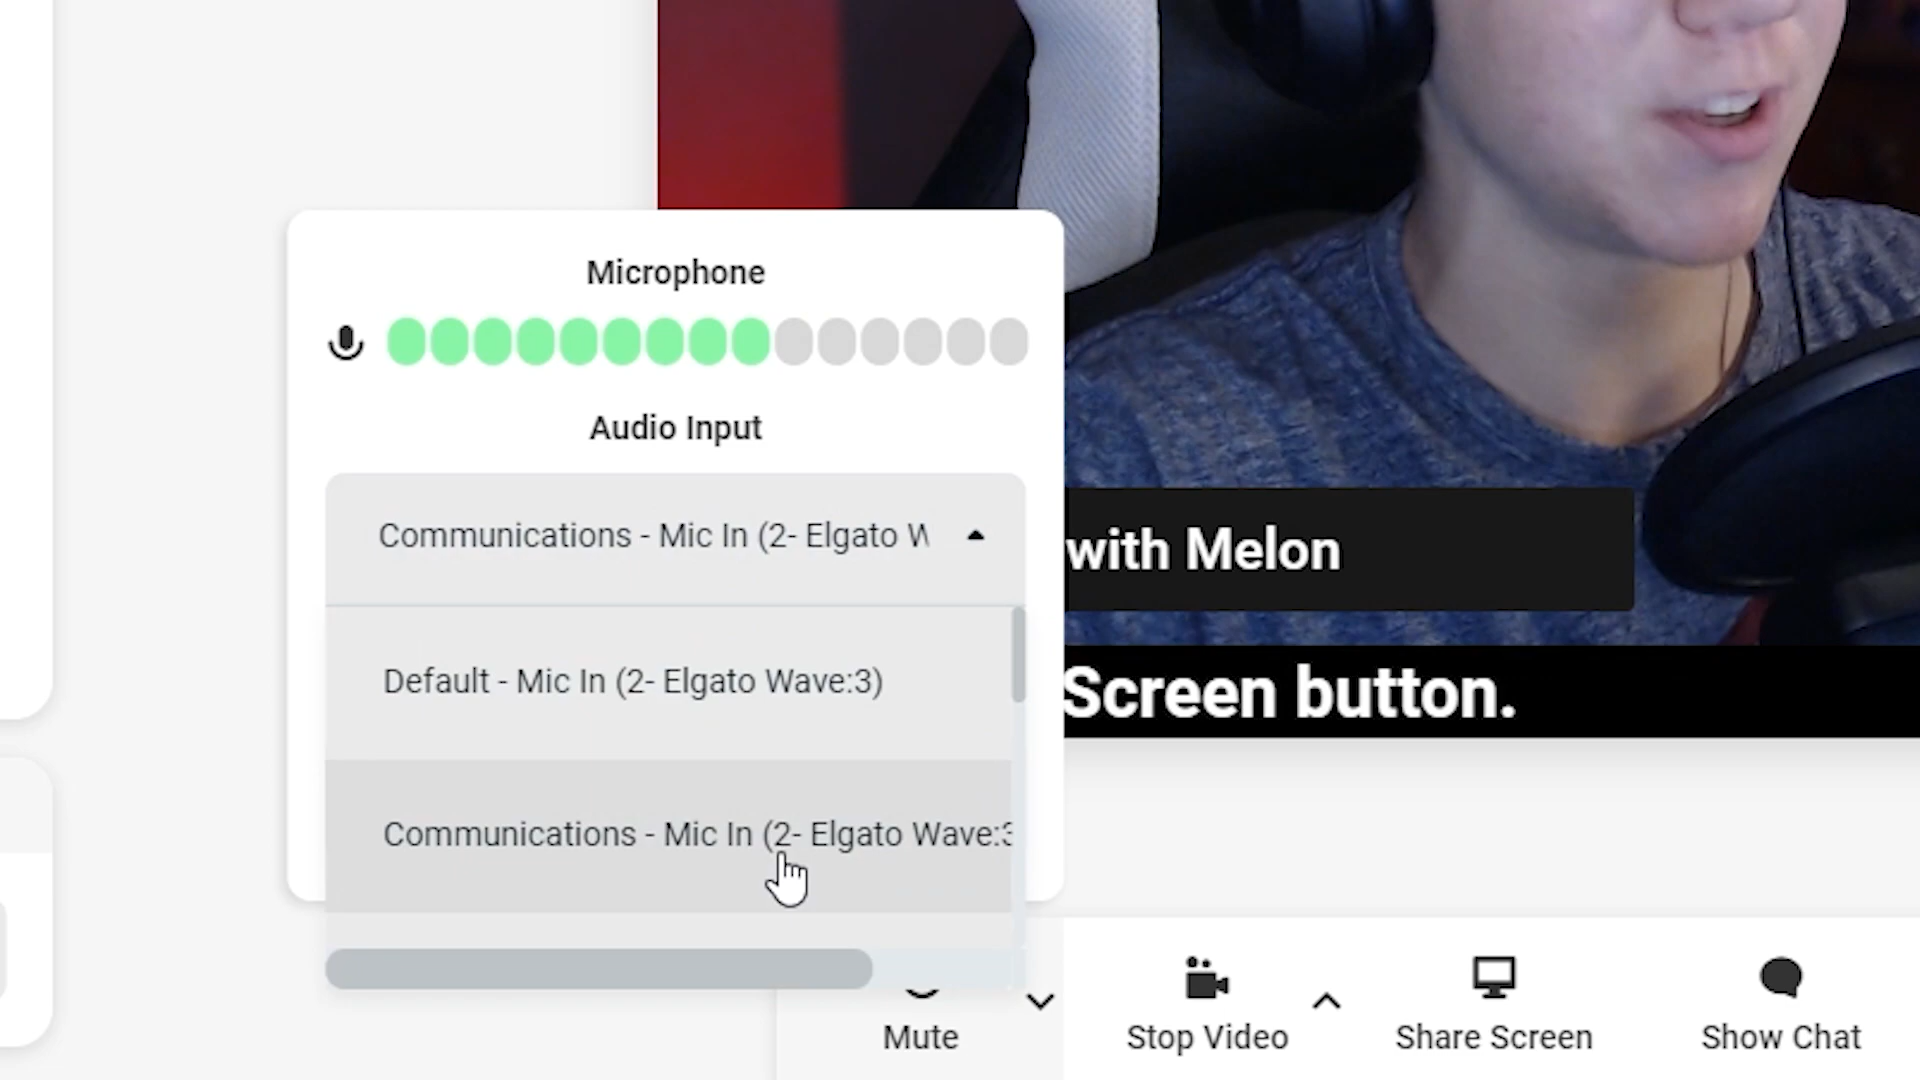 Microphone
Audio Input
Communications - Mic In (2- Elgato W
Default - Mic In (2- Elgato Wave:3)
Communications - Mic In (2- Elgato Wave:3
with Melon
Screen button.
Mute
Stop Video
Share Screen
Show Chat